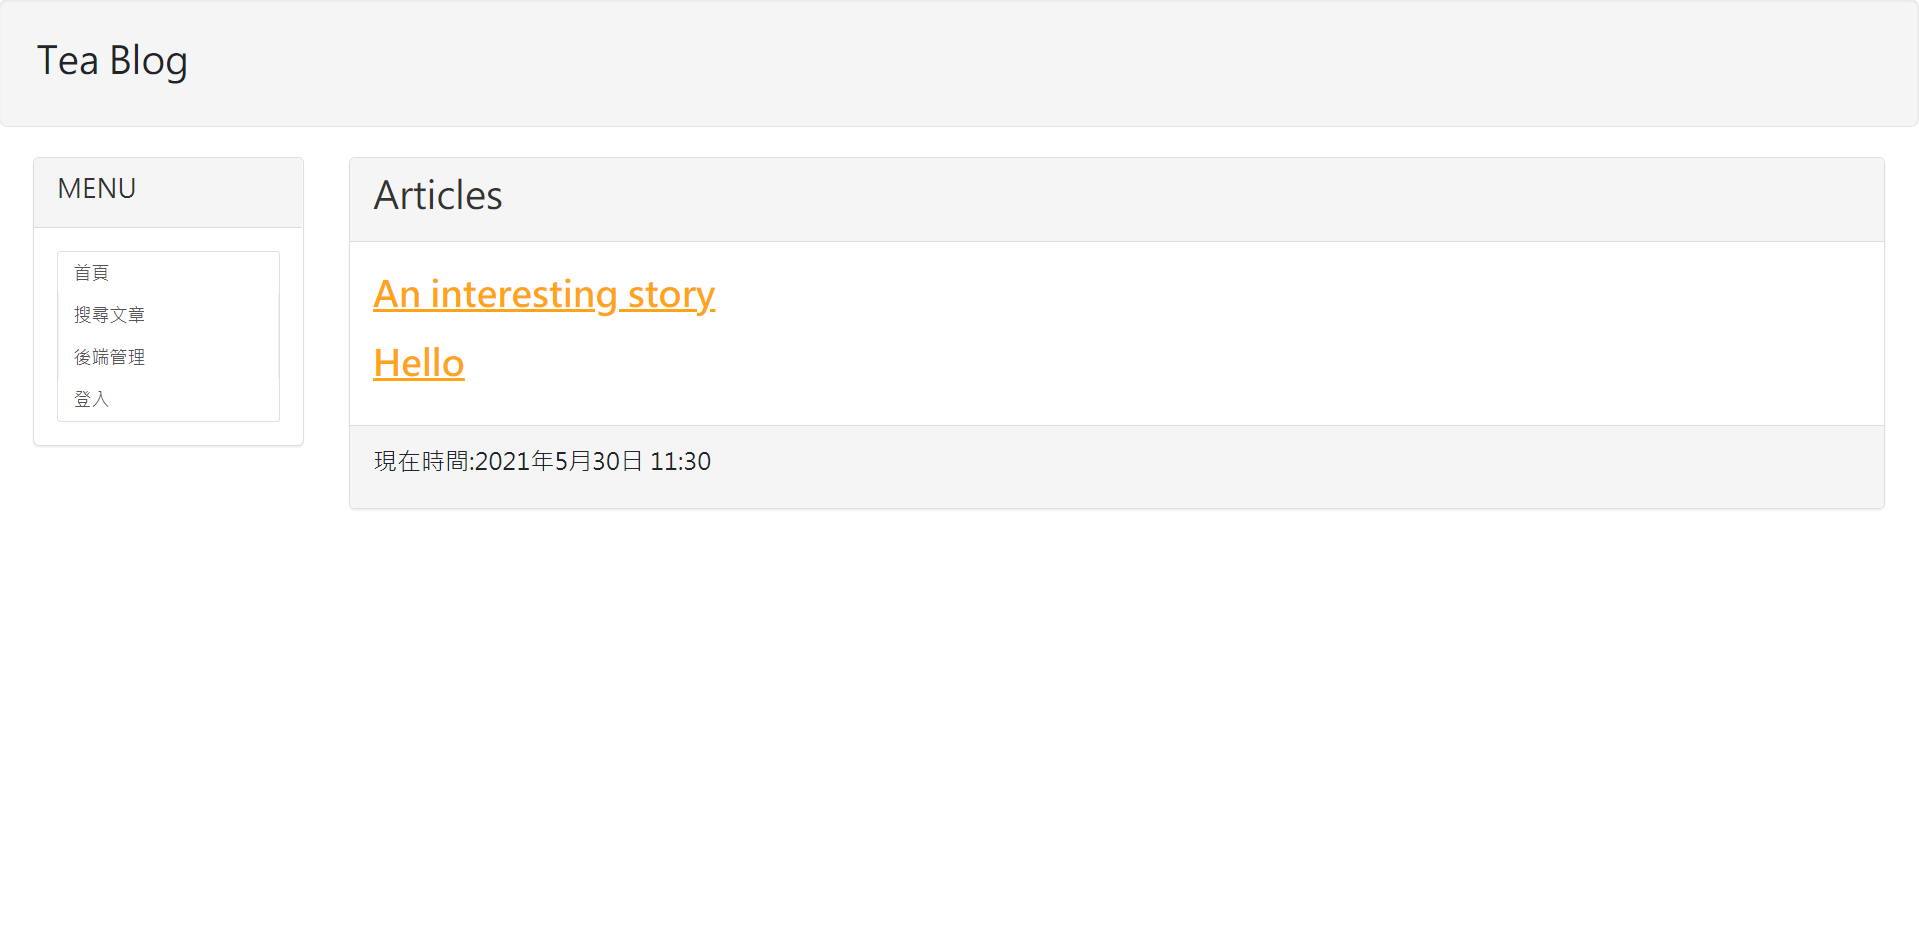 Tea Blog
MENU
首頁
搜尋文章
後端管理
登入
Articles
An interesting story
Hello
現在時間:2021年5月30日 11:30